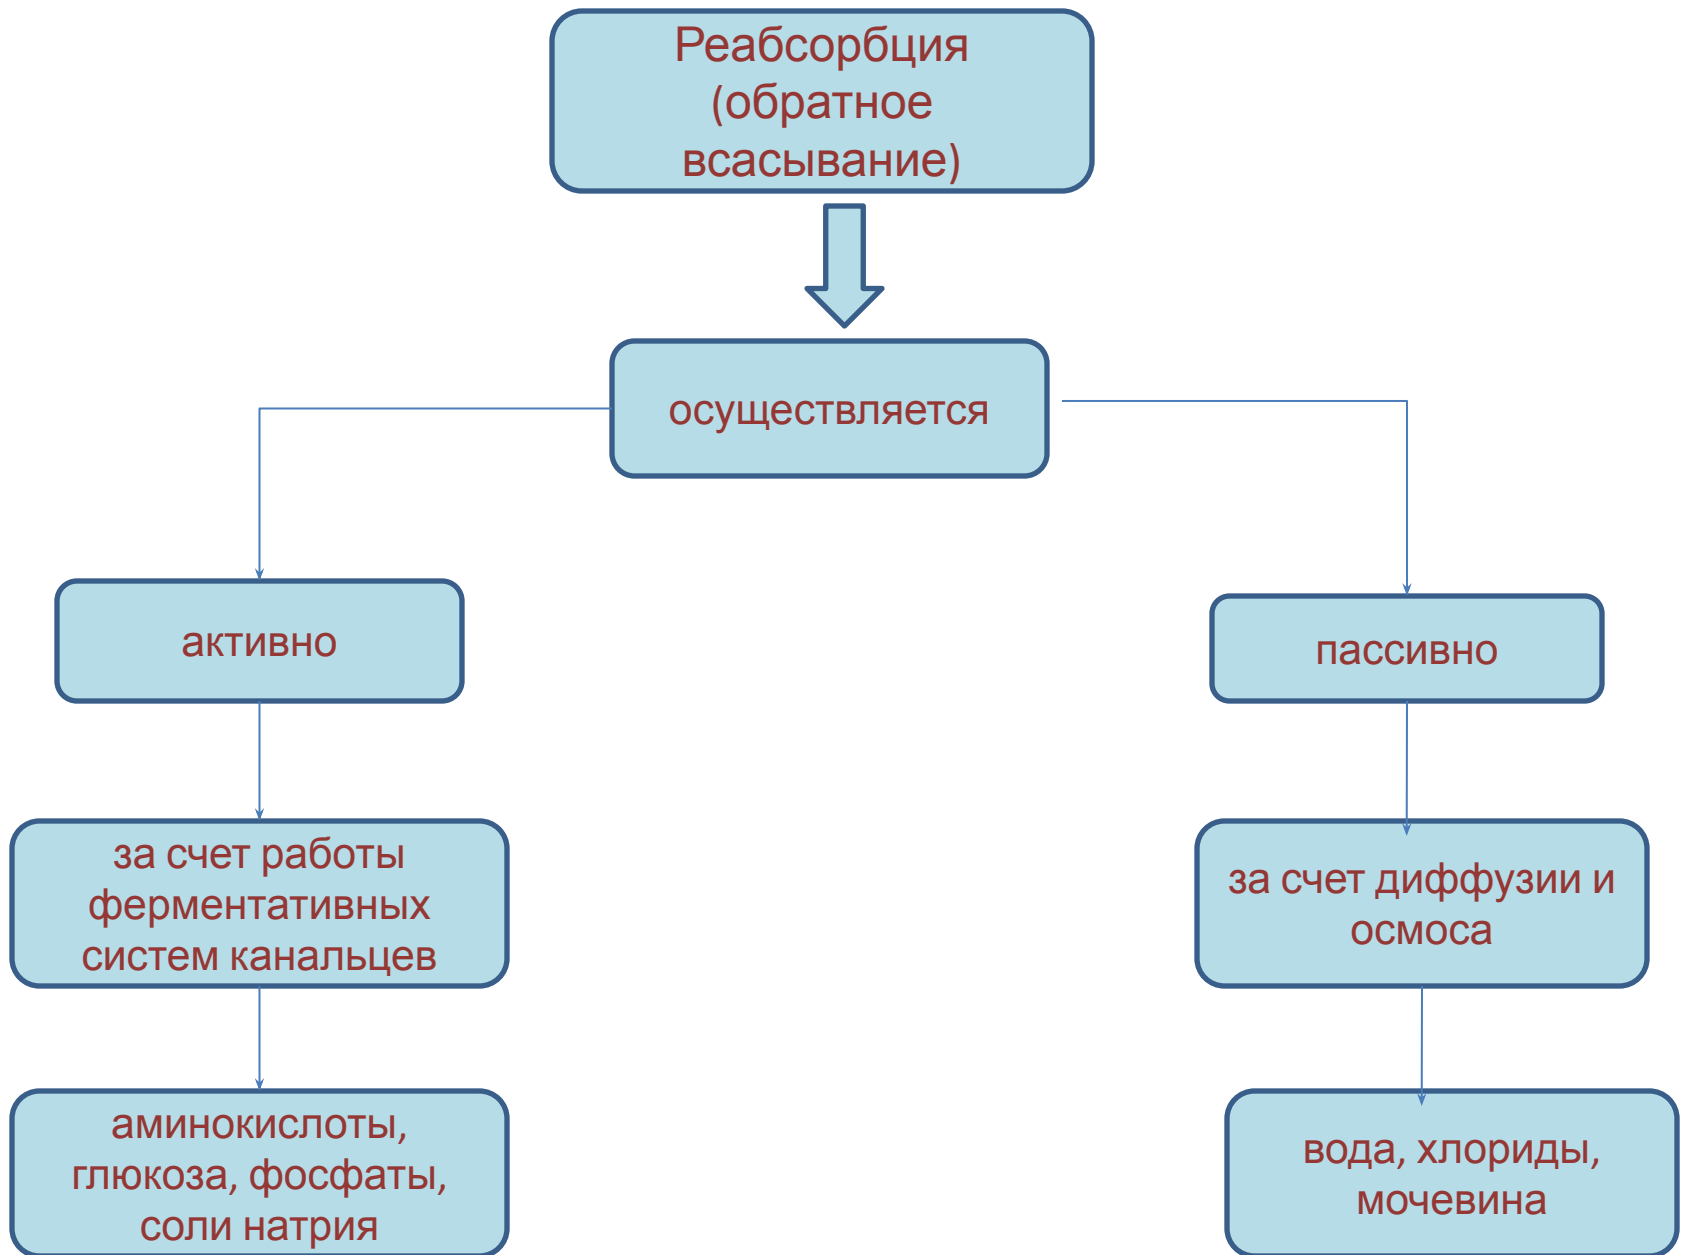 Реабсорбция
(обратное
всасывание)
осуществляется
активно
пассивно
за счет работы
ферментативных
систем канальцев
за счет диффузии и
осмоса
аминокислоты,
глюкоза, фосфаты,
соли натрия
вода, хлориды,
мочевина